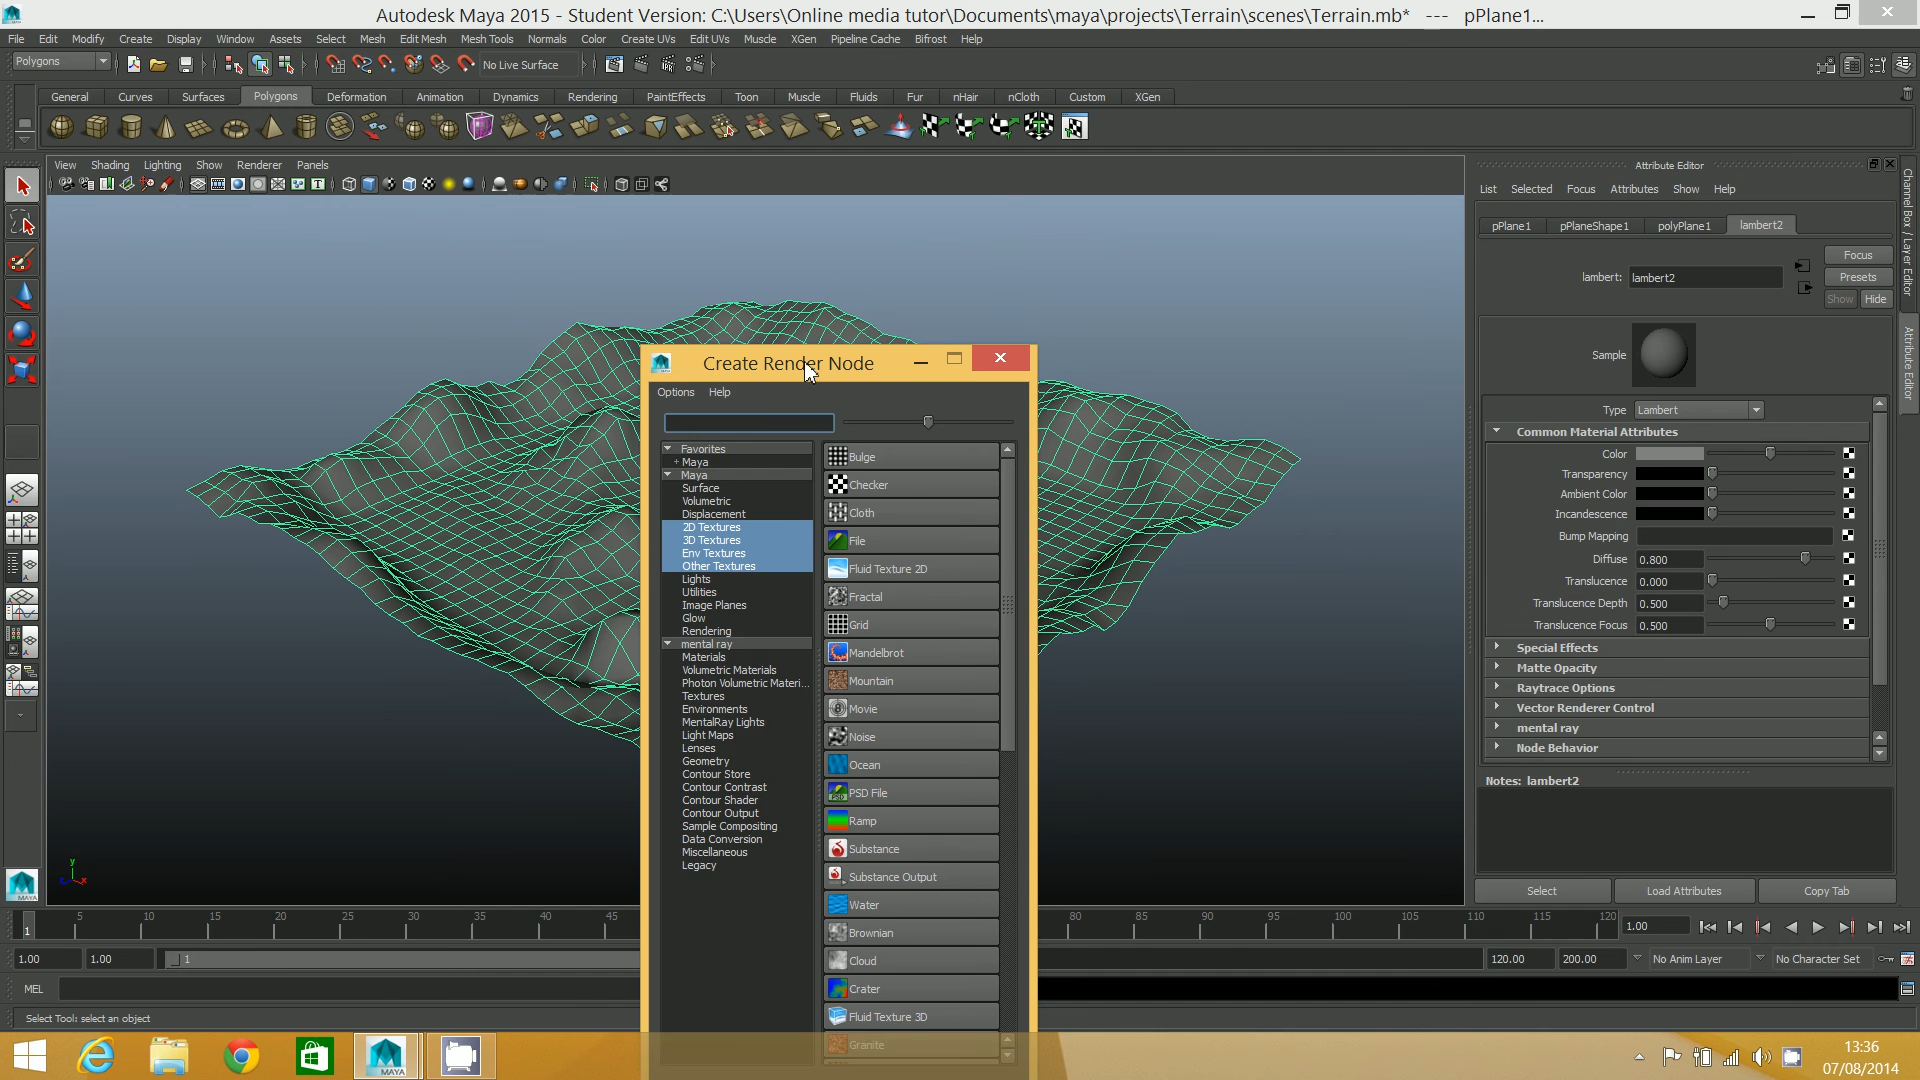 Autodesk Maya 2015 - Student Version: C:\Users\Online media tutor\Documents\maya\projects\Terrain\scenes\Terrain.mb* --- pPlane1...
File Edit Modify Create Display Window Assets Select Mesh Edit Mesh Mesh Tools Normals Color Create UVs Edit UVs Muscle XGen Pipeline Cache Bifrost Help
Polygons No Live Surface
General Curves Surfaces Polygons Deformation Animation Dynamics Rendering PaintEffects Toon Muscle Fluids Fur nHair nCloth Custom XGen
View Shading Lighting Show Renderer Panels
Create Render Node
Options Help
Favorites
+ Maya
Maya
Surface
Volumetric
Displacement
2D Textures
3D Textures
Env Textures
Other Textures
Lights
Utilities
Image Planes
Glow
Rendering
mental ray
Materials
Volumetric Materials
Photon Volumetric Materi...
Textures
Environments
MentalRay Lights
Light Maps
Lenses
Geometry
Contour Store
Contour Contrast
Contour Shader
Contour Output
Sample Compositing
Data Conversion
Miscellaneous
Legacy
Bulge
Checker
Cloth
File
Fluid Texture 2D
Fractal
Grid
Mandelbrot
Mountain
Movie
Noise
Ocean
PSD File
Ramp
Substance
Substance Output
Water
Brownian
Cloud
Crater
Fluid Texture 3D
Granite
Attribute Editor
List Selected Focus Attributes Show Help
pPlane1 pPlaneShape1 polyPlane1 lambert2
lambert: lambert2
Focus
Presets
Show Hide
Sample
Type Lambert
Common Material Attributes
Color
Transparency
Ambient Color
Incandescence
Bump Mapping
Diffuse 0.800
Translucence 0.000
Translucence Depth 0.500
Translucence Focus 0.500
Special Effects
Matte Opacity
Raytrace Options
Vector Renderer Control
mental ray
Node Behavior
Notes: lambert2
Select Load Attributes Copy Tab
Channel Box / Layer Editor
Attribute Editor
y
1 5 10 15 20 25 30 35 40 45 80 85 90 95 100 105 110 115 120 1.00
1.00 1.00 1 120.00 200.00 No Anim Layer No Character Set
MEL
Select Tool: select an object
MAYA
MAYA
13:36
07/08/2014